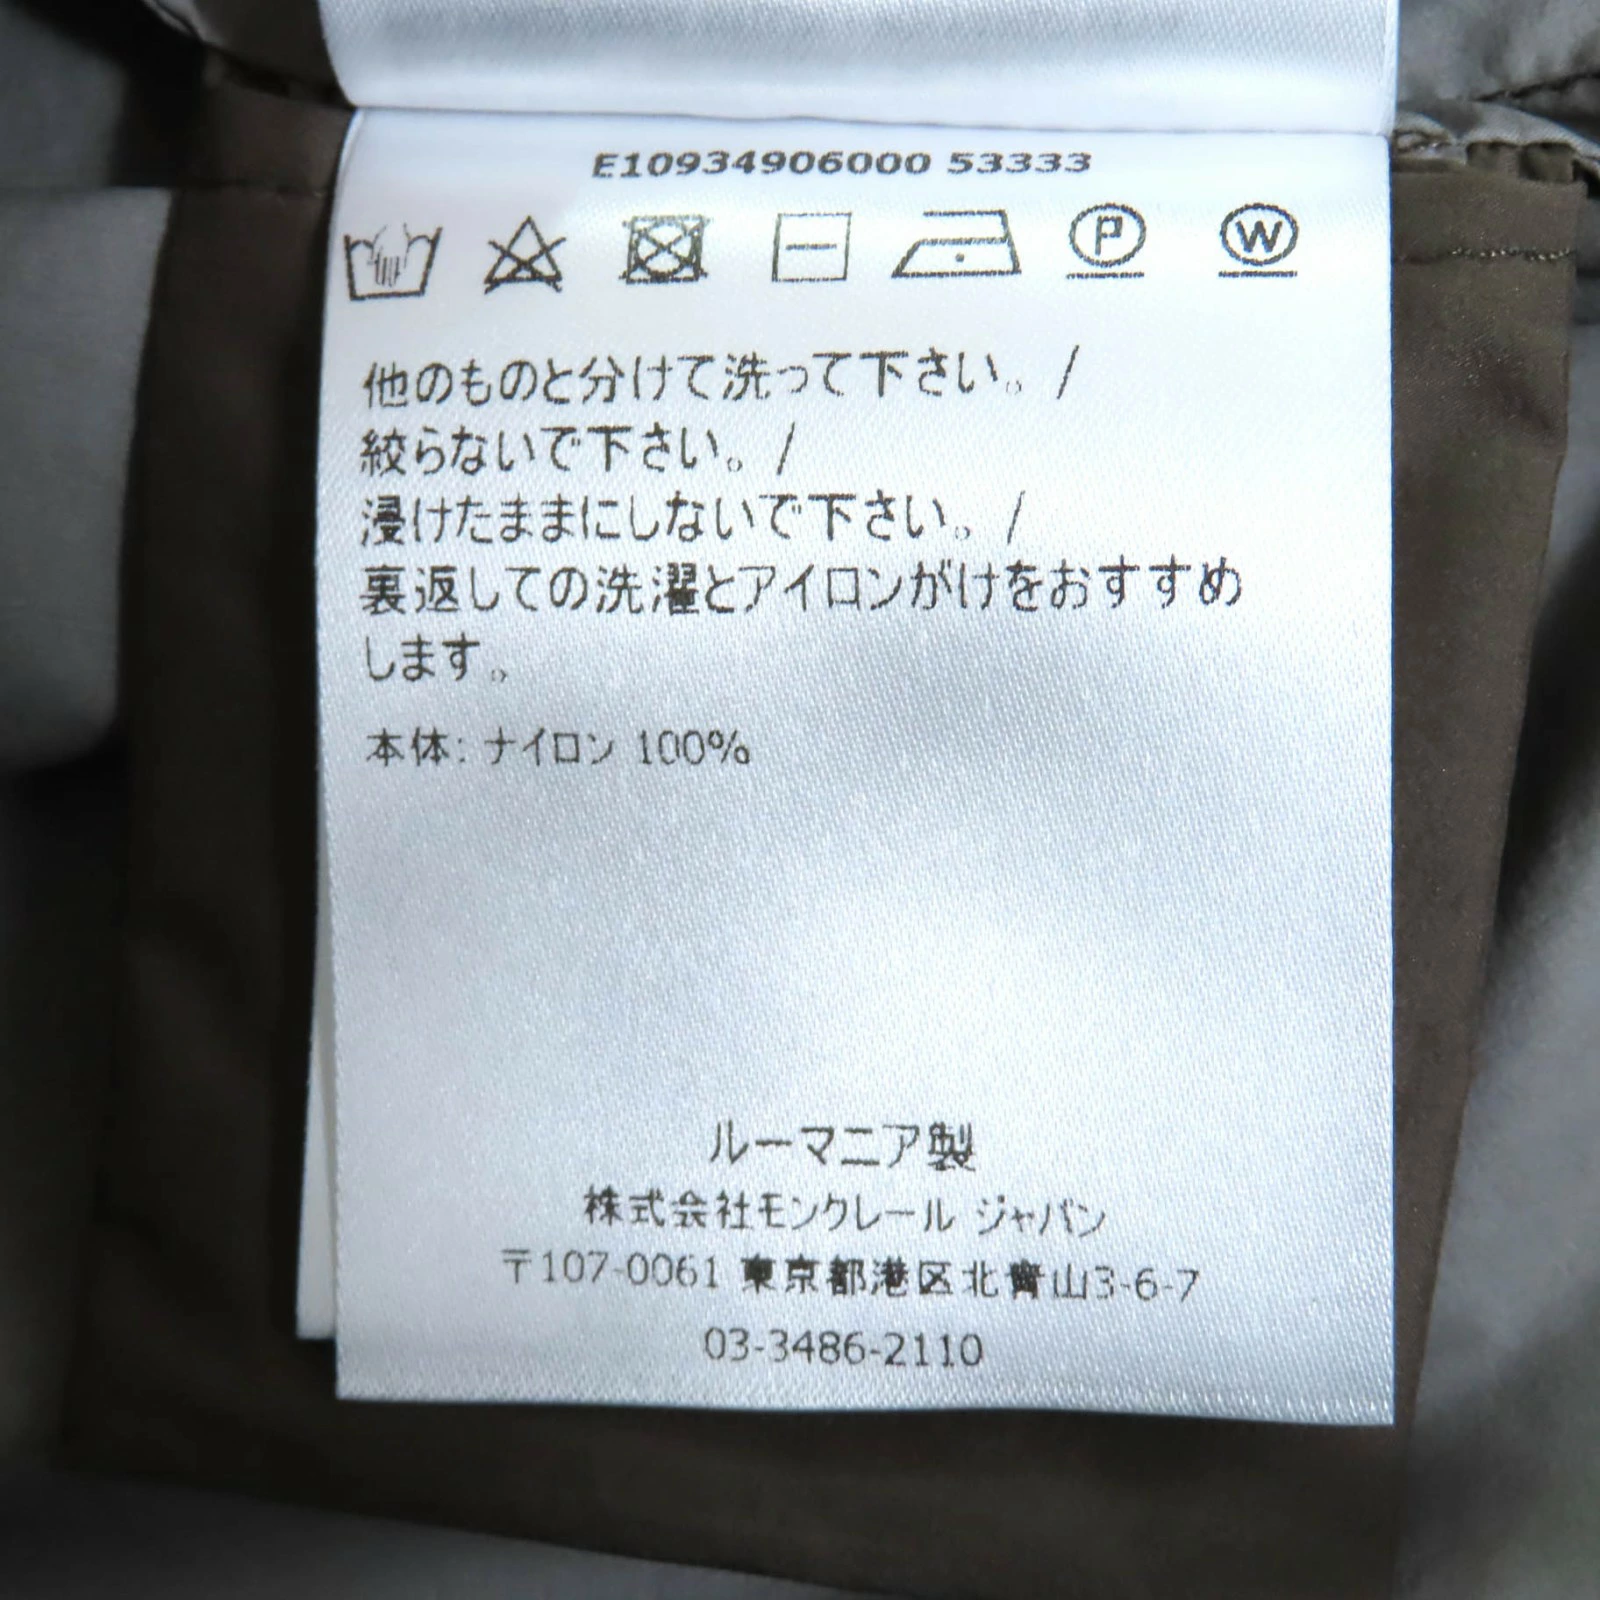 E10934906000 53333
P W
他のものと分けて洗って下さい。/
絞らないで下さい。/
浸けたままにしないで下さい。/
裏返しての洗濯とアイロンがけをおすすめ
します。
本体: ナイロン 100%
ルーマニア製
株式会社モンクレール ジャパン
〒107-0061 東京都港区北青山3-6-7
03-3486-2110